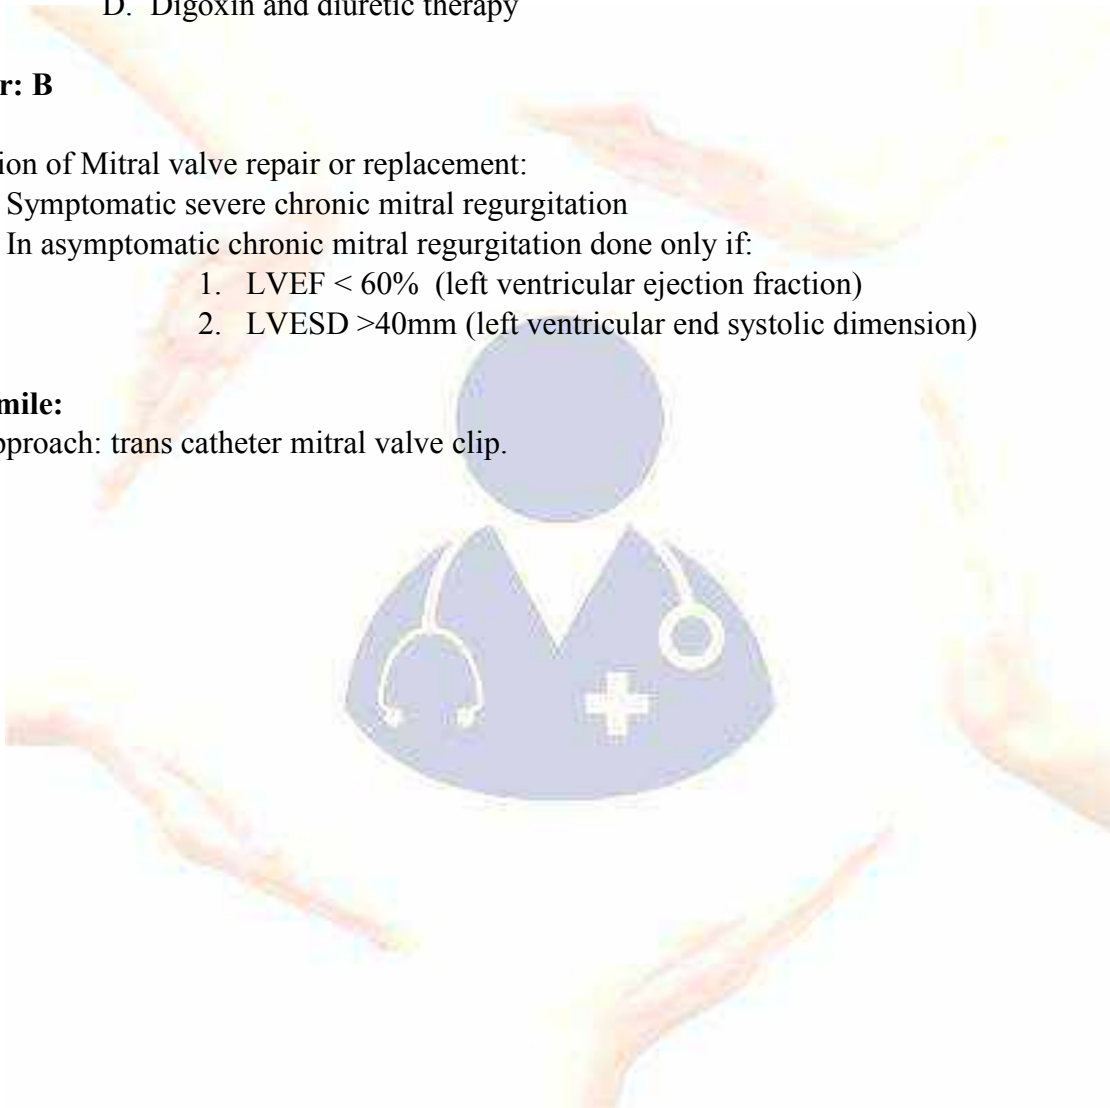 D. Digoxin and diuretic therapy
r: B
ion of Mitral valve repair or replacement:
Symptomatic severe chronic mitral regurgitation
In asymptomatic chronic mitral regurgitation done only if:
1. LVEF < 60% (left ventricular ejection fraction)
2. LVESD >40mm (left ventricular end systolic dimension)
mile:
pproach: trans catheter mitral valve clip.